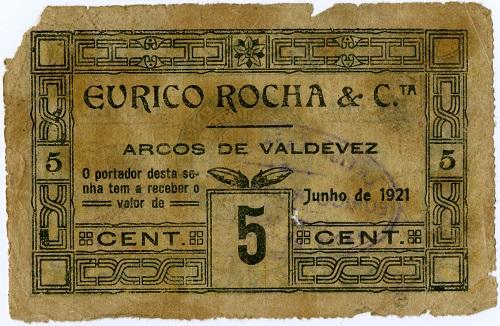 EURICO ROCHA & C.TA
ARCOS DE VALDEVEZ
5
5
O portador desta se-
nha tem a receber o
valor de
Junho de 1921
CENT.
5
CENT.